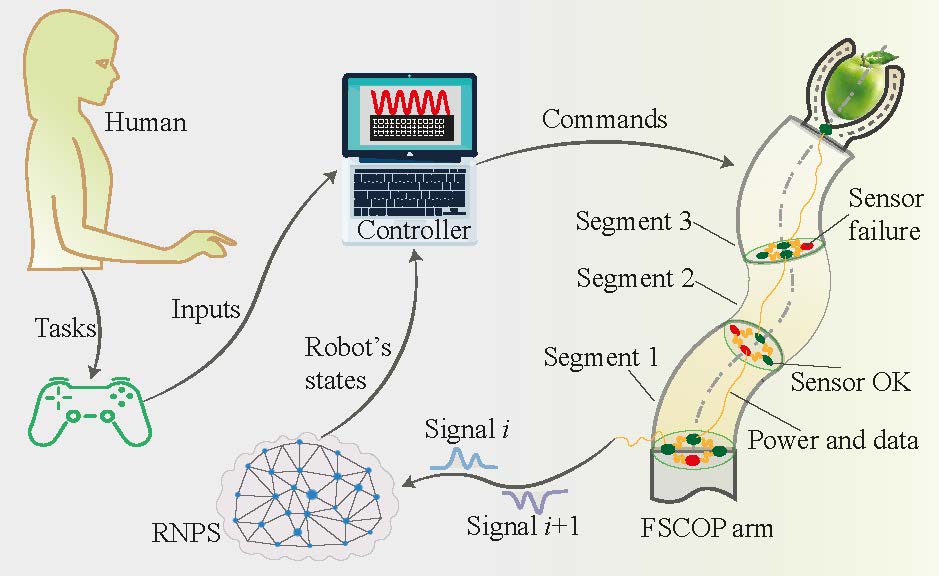 Human
Commands
Controller
Sensor
failure
Segment 3
Segment 2
Inputs
Tasks
Robot's
states
Segment 1
Sensor OK
Signal i
Power and data
RNPS
Signal i+1
FSCOP arm